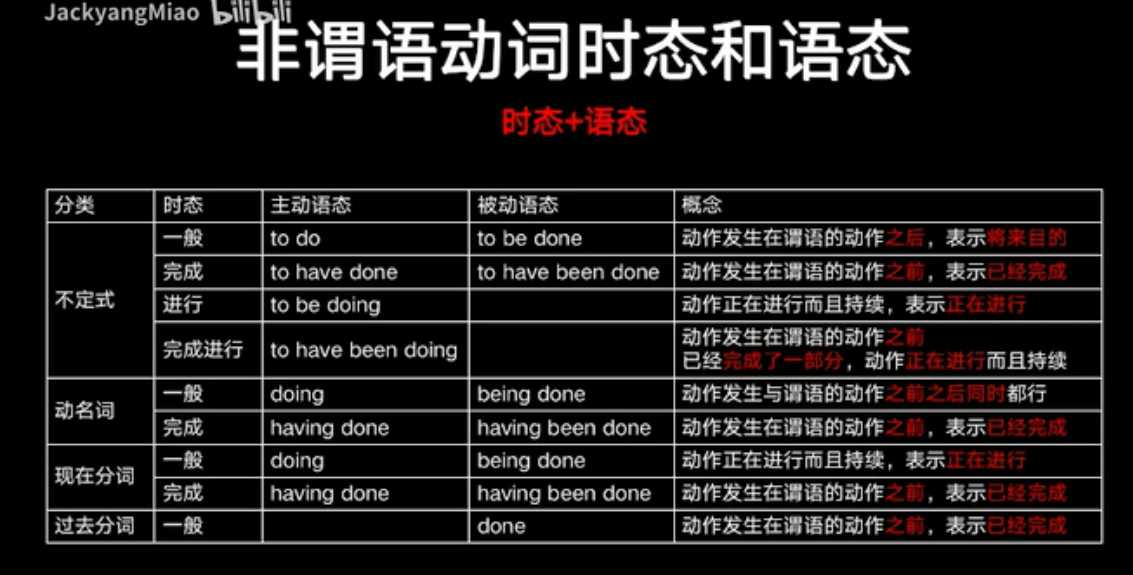 JackyangMiao bilibili
非谓语动词时态和语态
时态+语态
分类 时态 主动语态 被动语态 概念
不定式 一般 to do to be done 动作发生在谓语的动作之后，表示将来目的
完成 to have done to have been done 动作发生在谓语的动作之前，表示已经完成
进行 to be doing 动作正在进行而且持续，表示正在进行
完成进行 to have been doing 动作发生在谓语的动作之前
已经完成了一部分，动作正在进行而且持续
动名词 一般 doing being done 动作发生与谓语的动作之前之后同时都行
完成 having done having been done 动作发生在谓语的动作之前，表示已经完成
现在分词 一般 doing being done 动作正在进行而且持续，表示正在进行
完成 having done having been done 动作发生在谓语的动作之前，表示已经完成
过去分词 一般 done 动作发生在谓语的动作之前，表示已经完成